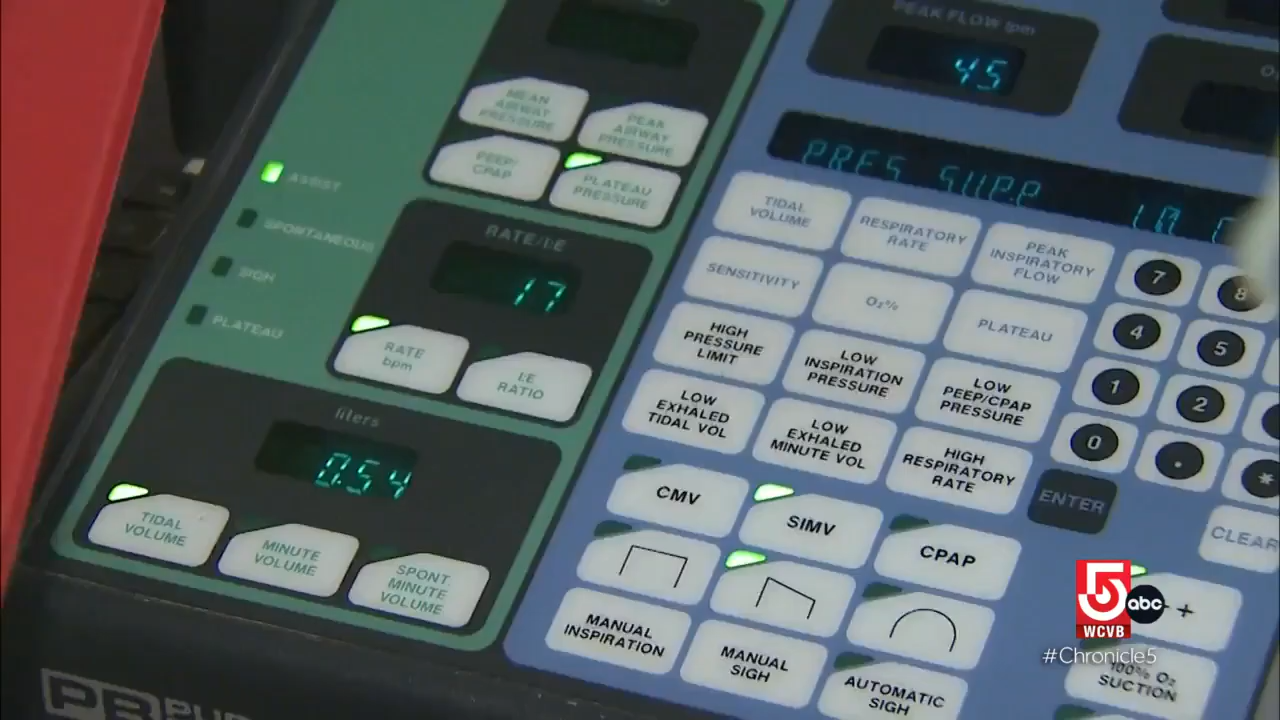 PEAK FLOW lpm
45
MEAN
AIRWAY
PRESSURE
PEAK
AIRWAY
PRESSURE
PEEP/
CPAP
PLATEAU
PRESSURE
ASSIST
SPONTANEOUS
SIGH
PLATEAU
RATE/I:E
17
RATE
bpm
I:E
RATIO
liters
0.54
TIDAL
VOLUME
MINUTE
VOLUME
SPONT.
MINUTE
VOLUME
PRES SUPP
TIDAL
VOLUME
RESPIRATORY
RATE
PEAK
INSPIRATORY
FLOW
7
8
SENSITIVITY
O₂%
PLATEAU
4
5
HIGH
PRESSURE
LIMIT
LOW
INSPIRATION
PRESSURE
LOW
PEEP/CPAP
PRESSURE
1
2
LOW
EXHALED
TIDAL VOL
LOW
EXHALED
MINUTE VOL
HIGH
RESPIRATORY
RATE
0
.
*
CMV
SIMV
CPAP
ENTER
CLEAR
MANUAL
INSPIRATION
MANUAL
SIGH
AUTOMATIC
SIGH
+
100% O₂
SUCTION
PB PUR
5 abc
WCVB
#Chronicle5